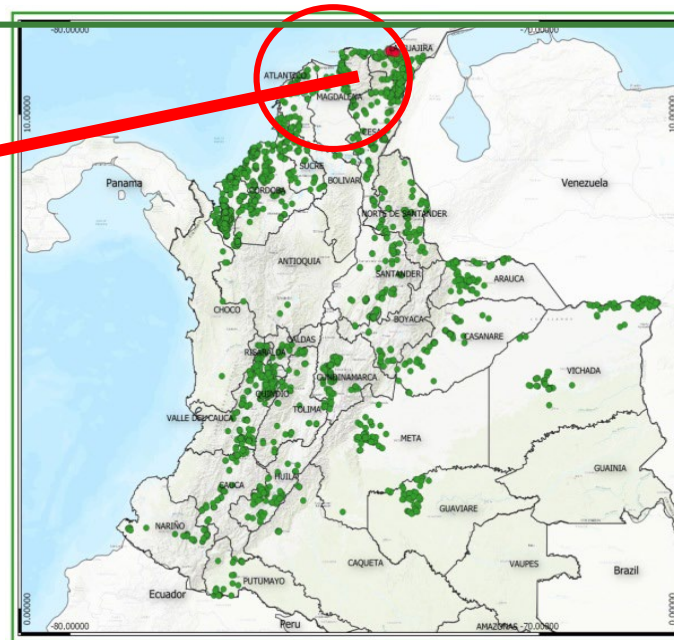 -80.00000 -70.00000
LA GUAJIRA
ATLANTICO
MAGDALENA
10.00000 10.00000
CESAR
SUCRE
BOLIVAR
Panama
CORDOBA
Venezuela
NORTE DE SANTANDER
ANTIOQUIA
SANTANDER
ARAUCA
CHOCO
BOYACA
CASANARE
CALDAS
RISARALDA
CUNDINAMARCA
VICHADA
QUINDIO
TOLIMA
VALLE DEL CAUCA
META
GUAINIA
HUILA
CAUCA
GUAVIARE
NARIÑO
CAQUETA
VAUPES
Brazil
PUTUMAYO
Ecuador
0.00000 0.00000
-80.00000 Peru AMAZONAS -70.00000